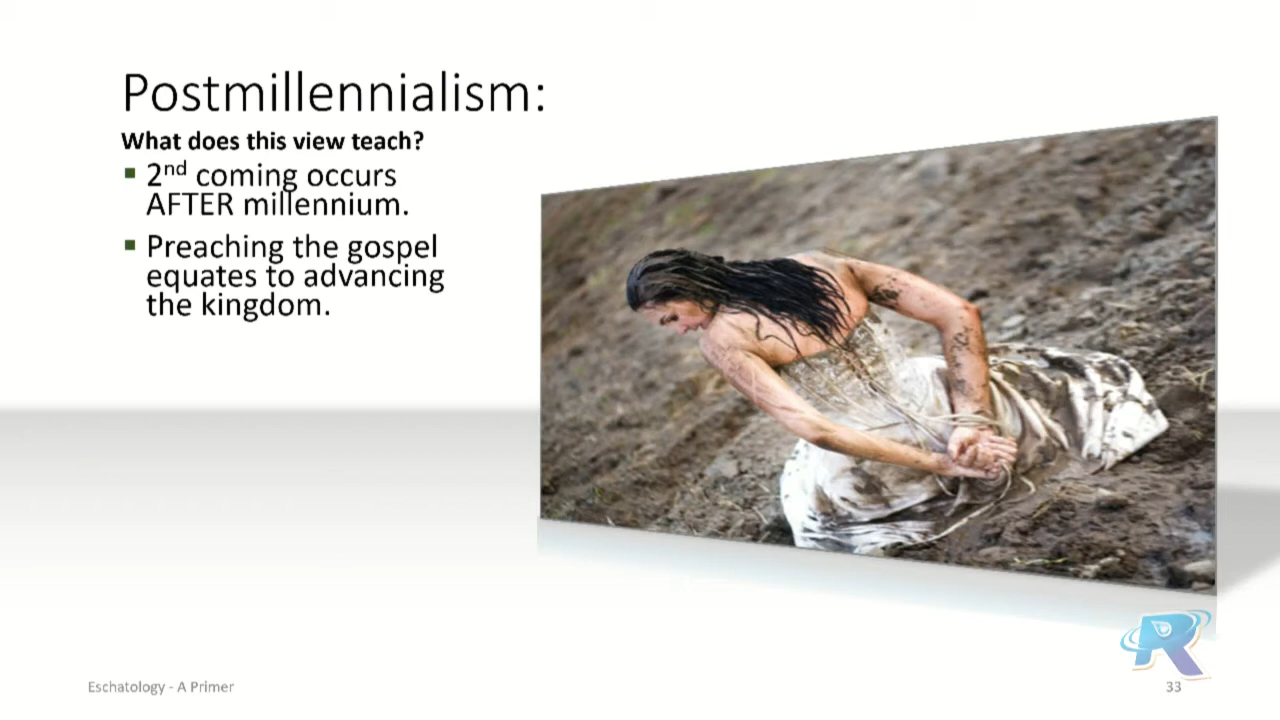 Postmillennialism:
What does this view teach?
▪ 2nd coming occurs
AFTER millennium.
▪ Preaching the gospel
equates to advancing
the kingdom.
R
Eschatology - A Primer
33